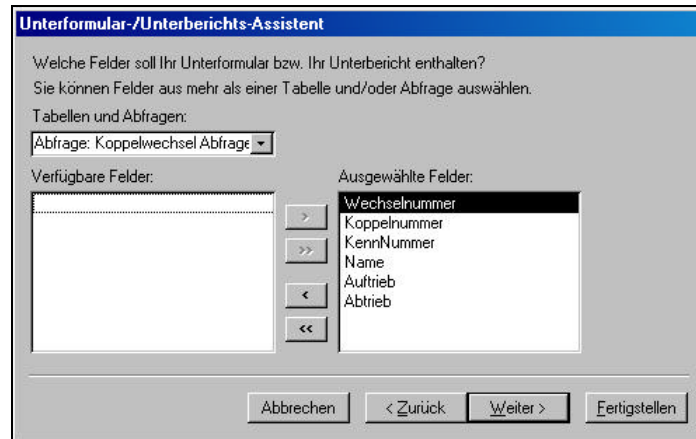 Unterformular-/Unterberichts-Assistent
Welche Felder soll Ihr Unterformular bzw. Ihr Unterbericht enthalten?
Sie können Felder aus mehr als einer Tabelle und/oder Abfrage auswählen.
Tabellen und Abfragen:
Abfrage: Koppelwechsel Abfrage
Verfügbare Felder:
Ausgewählte Felder:
>
>>
<
<<
Wechselnummer
Koppelnummer
KennNummer
Name
Auftrieb
Abtrieb
Abbrechen
< Zurück
Weiter >
Fertigstellen